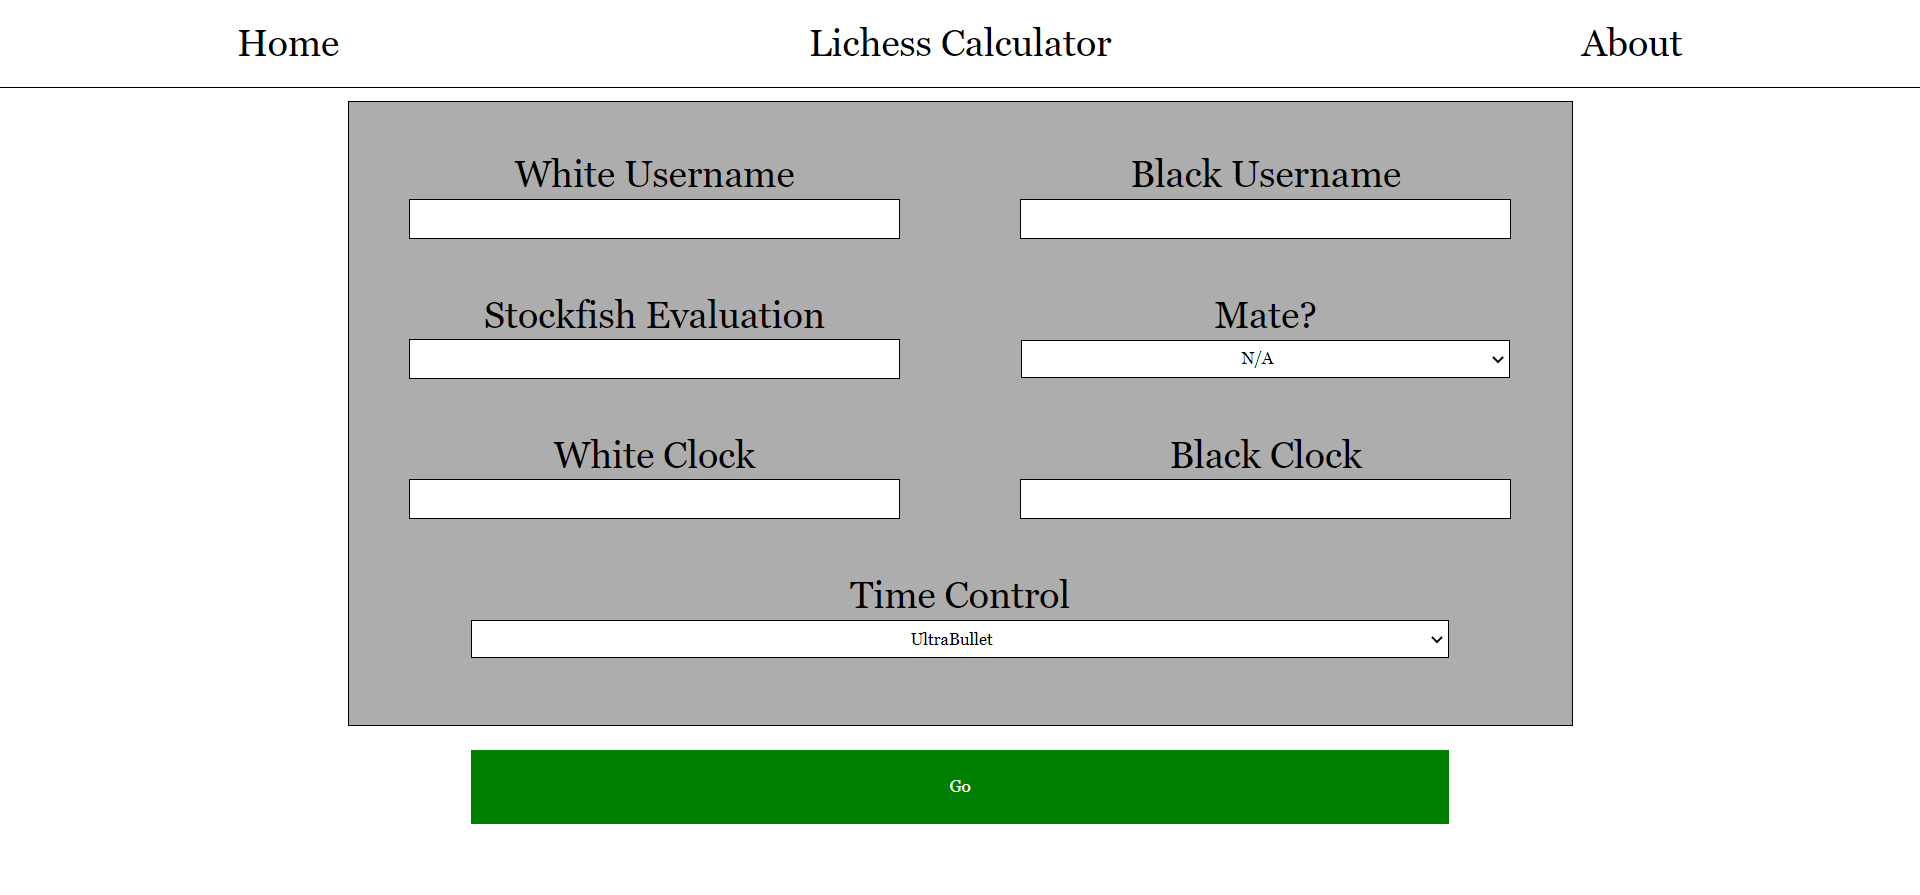 Home
Lichess Calculator
About
White Username
Black Username
Stockfish Evaluation
Mate?
N/A
White Clock
Black Clock
Time Control
UltraBullet
Go